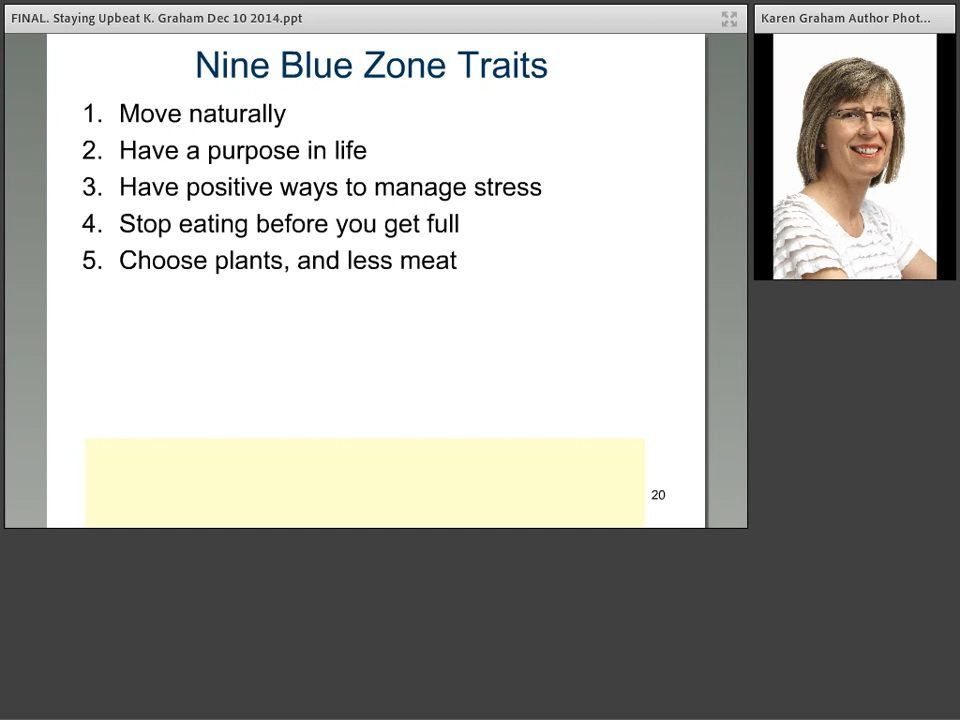 FINAL. Staying Upbeat K. Graham Dec 10 2014.ppt
Karen Graham Author Phot...
Nine Blue Zone Traits
1. Move naturally
2. Have a purpose in life
3. Have positive ways to manage stress
4. Stop eating before you get full
5. Choose plants, and less meat
20